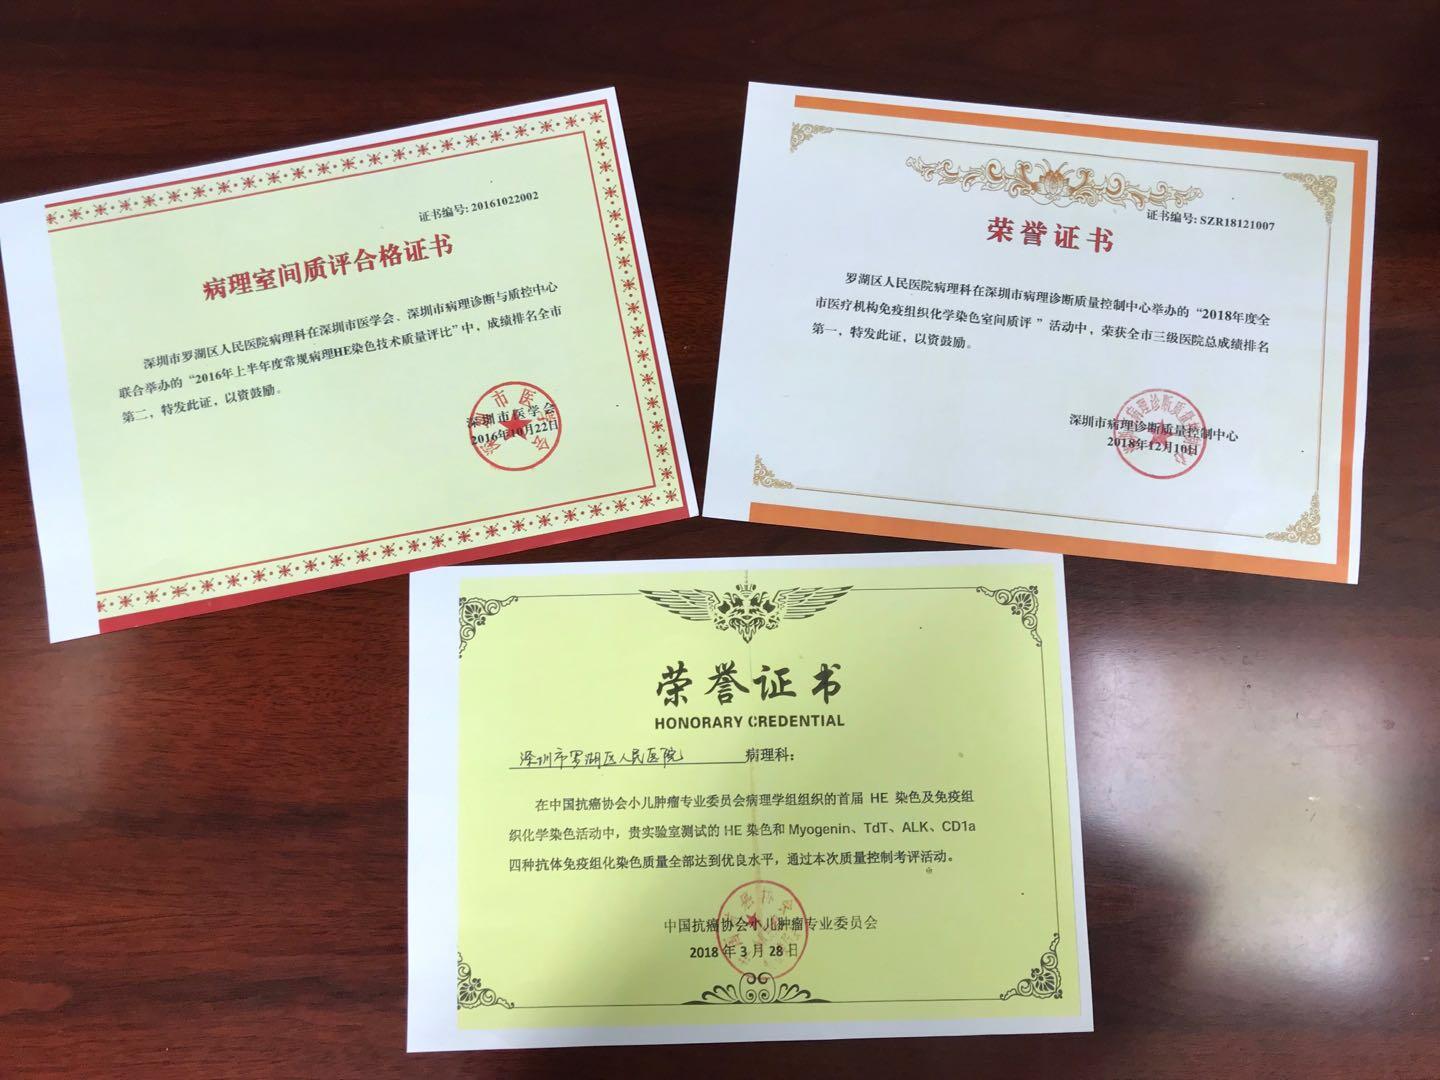 证书编号: 20161022002
病理室间质评合格证书
深圳市罗湖区人民医院病理科在深圳市医学会、深圳市病理诊断与质控中心
联合举办的“2016年上半年度常规病理HE染色技术质量评比”中，成绩排名全市
第二，特发此证，以资鼓励。
深圳市医学会
2016年10月22日
证书编号: SZR18121007
荣誉证书
罗湖区人民医院病理科在深圳市病理诊断质量控制中心举办的“2018年度全
市医疗机构免疫组织化学染色室间质评 ”活动中，荣获全市三级医院总成绩排名
第一，特发此证，以资鼓励。
深圳市病理诊断质量控制中心
2018年12月10日
荣誉证书
HONORARY CREDENTIAL
深圳市罗湖区人民医院 病理科：
在中国抗癌协会小儿肿瘤专业委员会病理学组组织的首届 HE 染色及免疫组
织化学染色活动中，贵实验室测试的 HE 染色和 Myogenin、TdT、ALK、CD1a
四种抗体免疫组化染色质量全部达到优良水平，通过本次质量控制考评活动。
中国抗癌协会小儿肿瘤专业委员会
2018 年 3 月 28 日